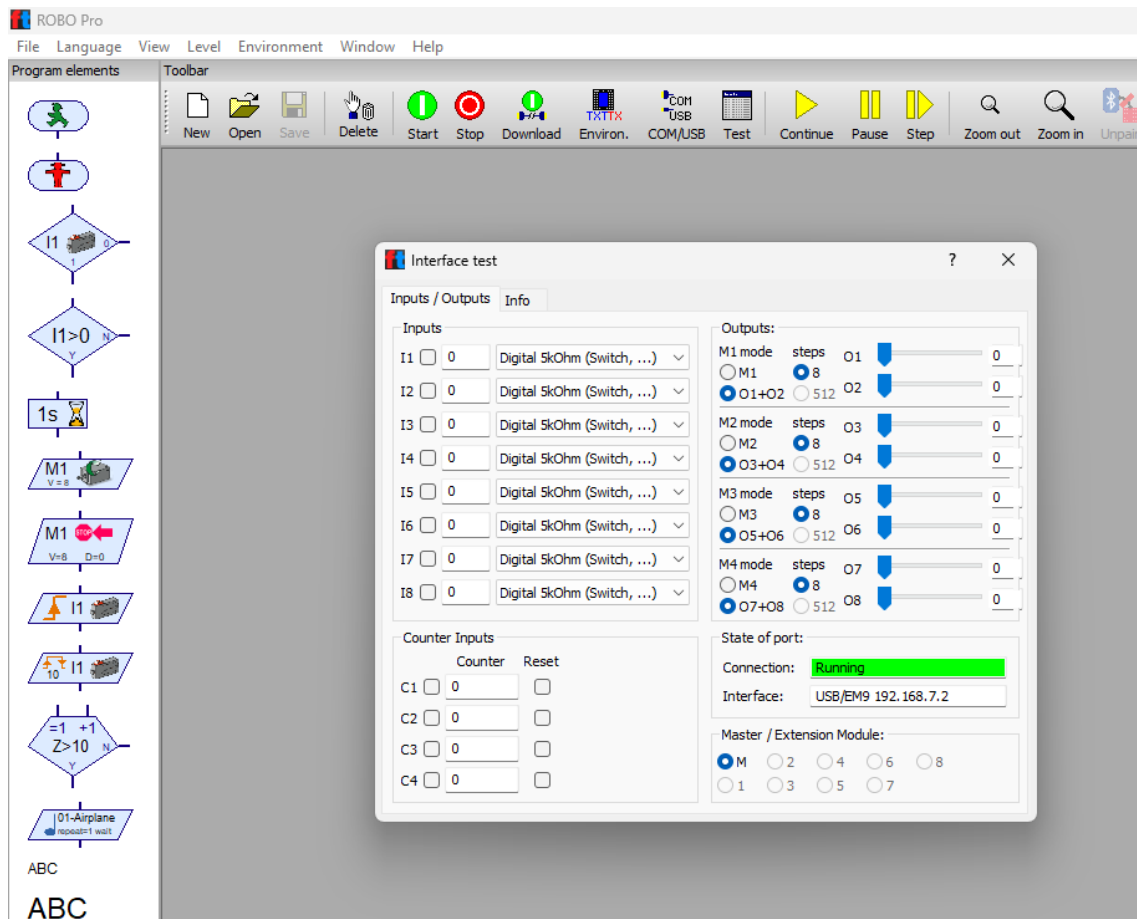 ROBO Pro
File Language View Level Environment Window Help
Program elements
Toolbar
New Open Save Delete Start Stop Download Environ. COM/USB Test Continue Pause Step Zoom out Zoom in Unpair
TXT TX
COM
USB
I1 0
1
I1>0 N
Y
1s
M1
V=8
M1 STOP
V=8 D=0
I1
10 I1
=1 +1
Z>10 N
Y
01-Airplane
repeat=1 wait
ABC
ABC
Interface test ?
Inputs / Outputs Info
Inputs
I1 0 Digital 5kOhm (Switch, ...)
I2 0 Digital 5kOhm (Switch, ...)
I3 0 Digital 5kOhm (Switch, ...)
I4 0 Digital 5kOhm (Switch, ...)
I5 0 Digital 5kOhm (Switch, ...)
I6 0 Digital 5kOhm (Switch, ...)
I7 0 Digital 5kOhm (Switch, ...)
I8 0 Digital 5kOhm (Switch, ...)
Counter Inputs
Counter Reset
C1 0
C2 0
C3 0
C4 0
Outputs:
M1 mode steps O1 0
M1 8
O1+O2 512 O2 0
M2 mode steps O3 0
M2 8
O3+O4 512 O4 0
M3 mode steps O5 0
M3 8
O5+O6 512 O6 0
M4 mode steps O7 0
M4 8
O7+O8 512 O8 0
State of port:
Connection: Running
Interface: USB/EM9 192.168.7.2
Master / Extension Module:
M 2 4 6 8
1 3 5 7